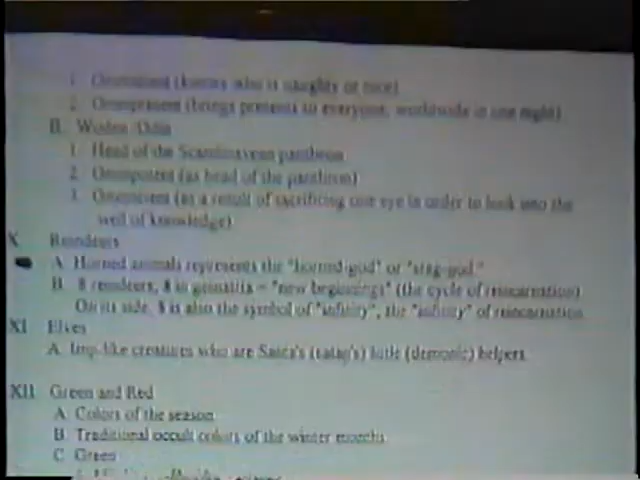 1. Omniscient (knows who is naughty or nice)
2. Omnipresent (brings presents to everyone, worldwide in one night)
B. Woden/Odin
1. Head of the Scandinavean pantheon
2. Omnipotent (as head of the pantheon)
3. Omniscient (as a result of sacrificing one eye in order to look into the
well of knowledge)
X. Reindeers
A. Horned animals represents the "horned-god" or "stag-god."
B. 8 reindeers, 8 in gematria = "new beginnings" (the cycle of reincarnation)
On its side, 8 is also the symbol of "infinity", the "infinity" of reincarnation
XI. Elves
A. Imp-like creatures who are Santa's (satan's) little (demonic) helpers
XII. Green and Red
A. Colors of the season
B. Traditional occult colors of the winter months
C. Green